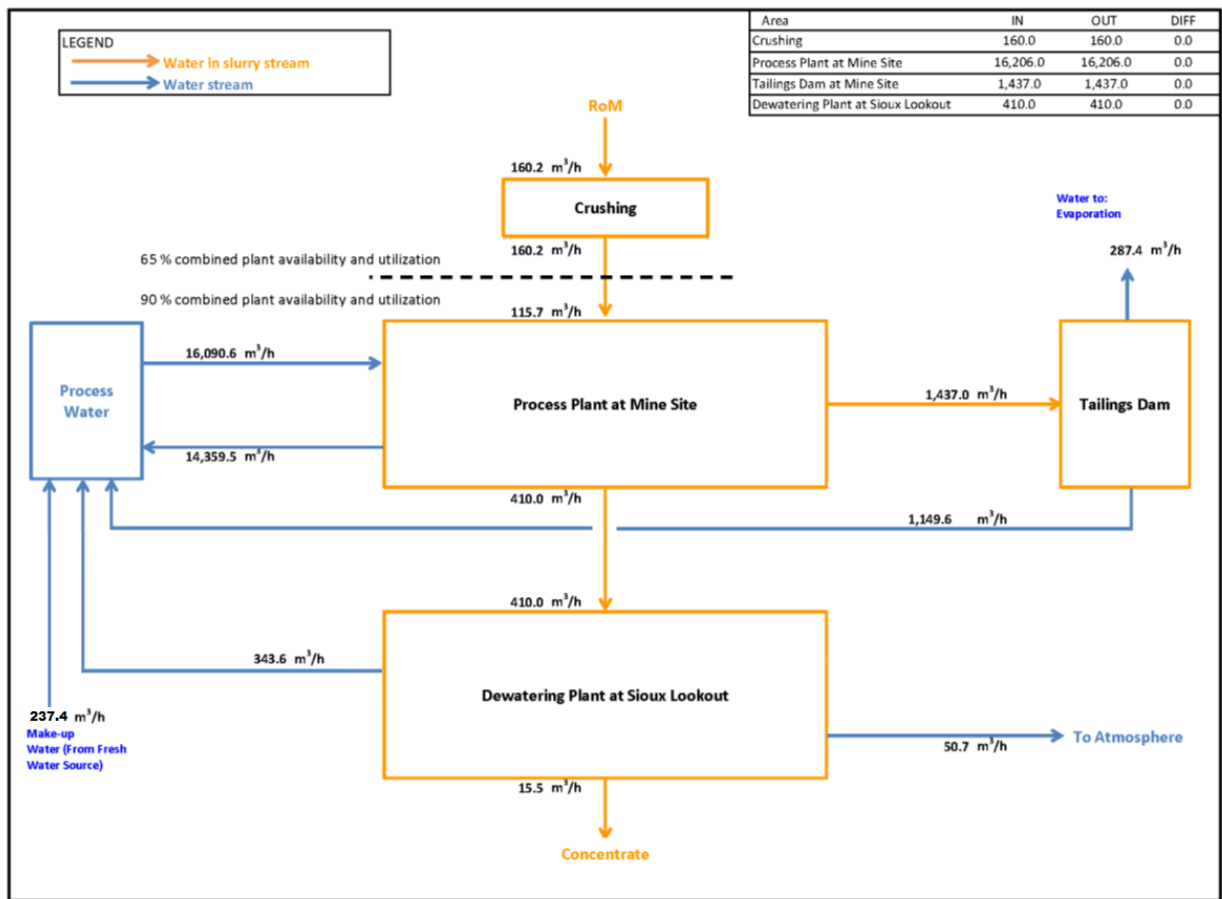 Area IN OUT DIFF
Crushing 160.0 160.0 0.0
Process Plant at Mine Site 16,206.0 16,206.0 0.0
Tailings Dam at Mine Site 1,437.0 1,437.0 0.0
Dewatering Plant at Sioux Lookout 410.0 410.0 0.0
LEGEND
Water in slurry stream
Water stream
RoM
160.2 m³/h
Crushing
160.2 m³/h
Water to:
Evaporation
287.4 m³/h
65 % combined plant availability and utilization
90 % combined plant availability and utilization
115.7 m³/h
16,090.6 m³/h
Process
Water
Process Plant at Mine Site
1,437.0 m³/h
Tailings Dam
14,359.5 m³/h
410.0 m³/h
1,149.6 m³/h
410.0 m³/h
343.6 m³/h
Dewatering Plant at Sioux Lookout
237.4 m³/h
Make-up
Water (From Fresh
Water Source)
50.7 m³/h
To Atmosphere
15.5 m³/h
Concentrate